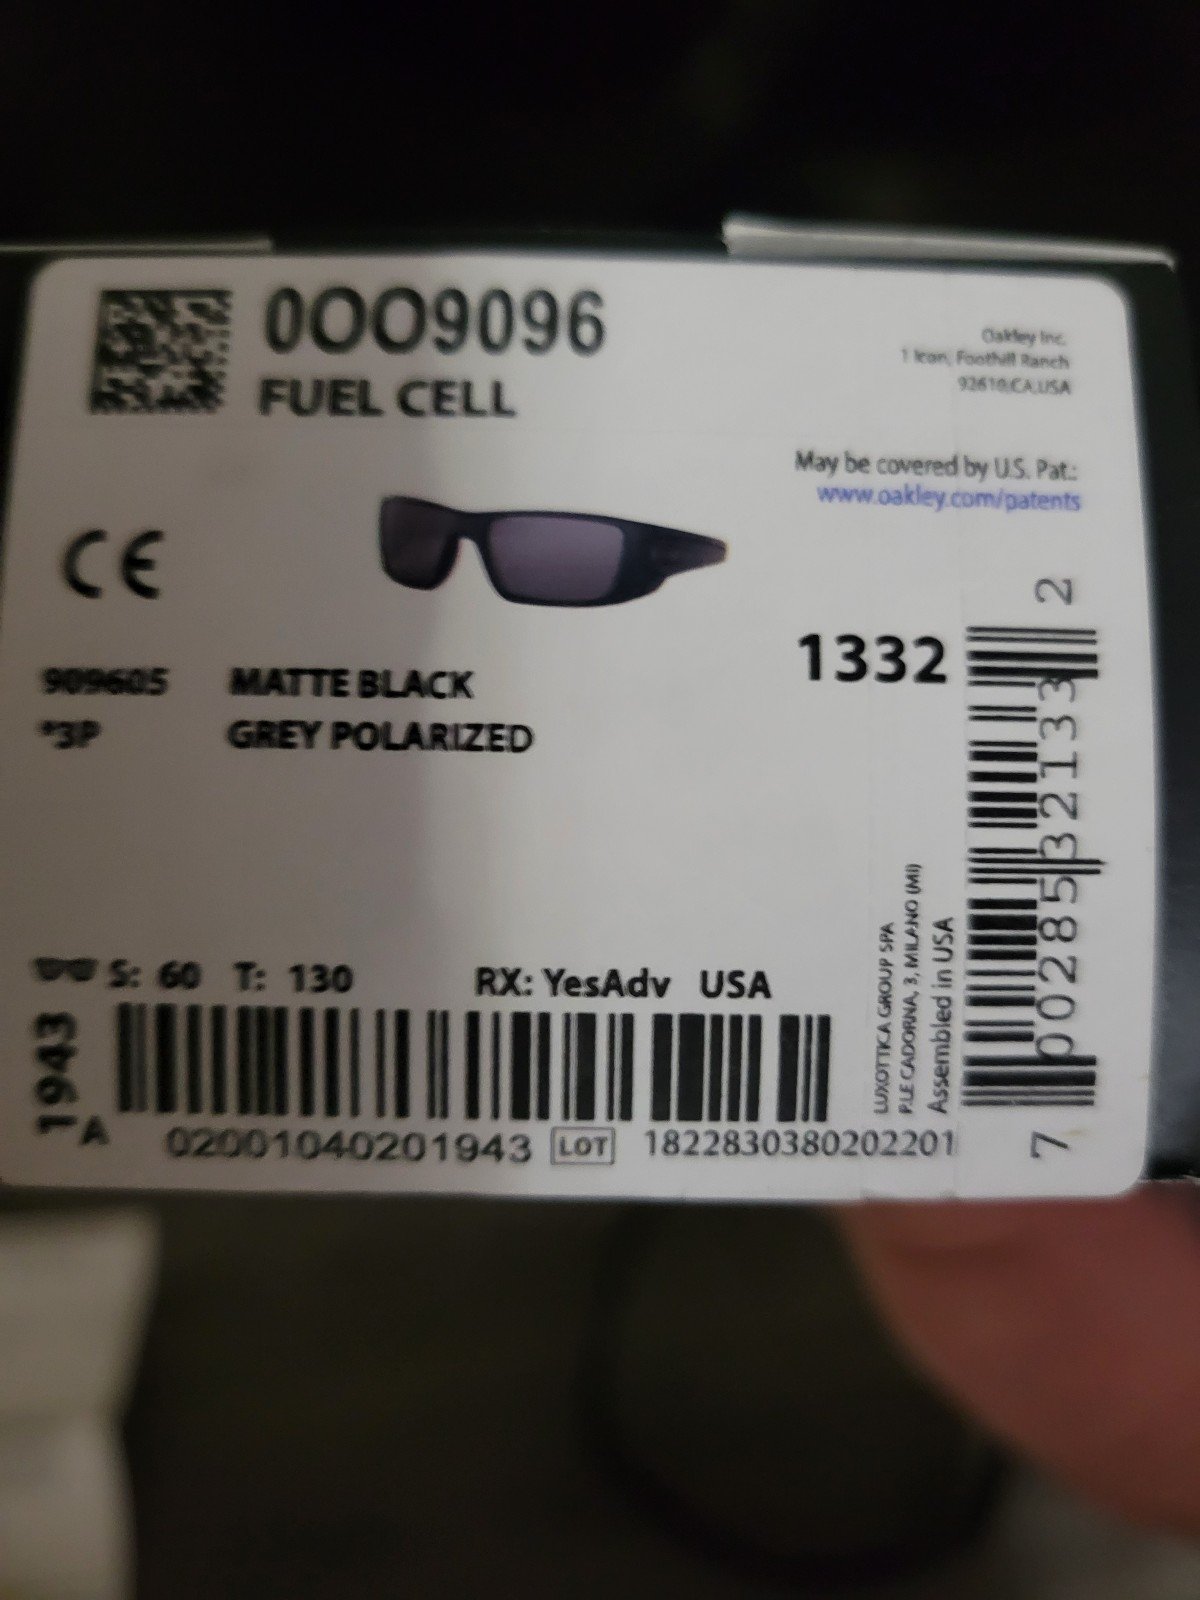 0OO9096
FUEL CELL
Oakley Inc.
1 Icon, Foothill Ranch
92610,CA,USA
May be covered by U.S. Pat.:
www.oakley.com/patents
CE
909605 MATTE BLACK
*3P GREY POLARIZED
1332
7 00285 32133 2
S: 60 T: 130 RX: YesAdv USA
LUXOTTICA GROUP SPA
P.LE CADORNA, 3, MILANO (MI)
Assembled in USA
1943
A
02001040201943 LOT 1822830380202201